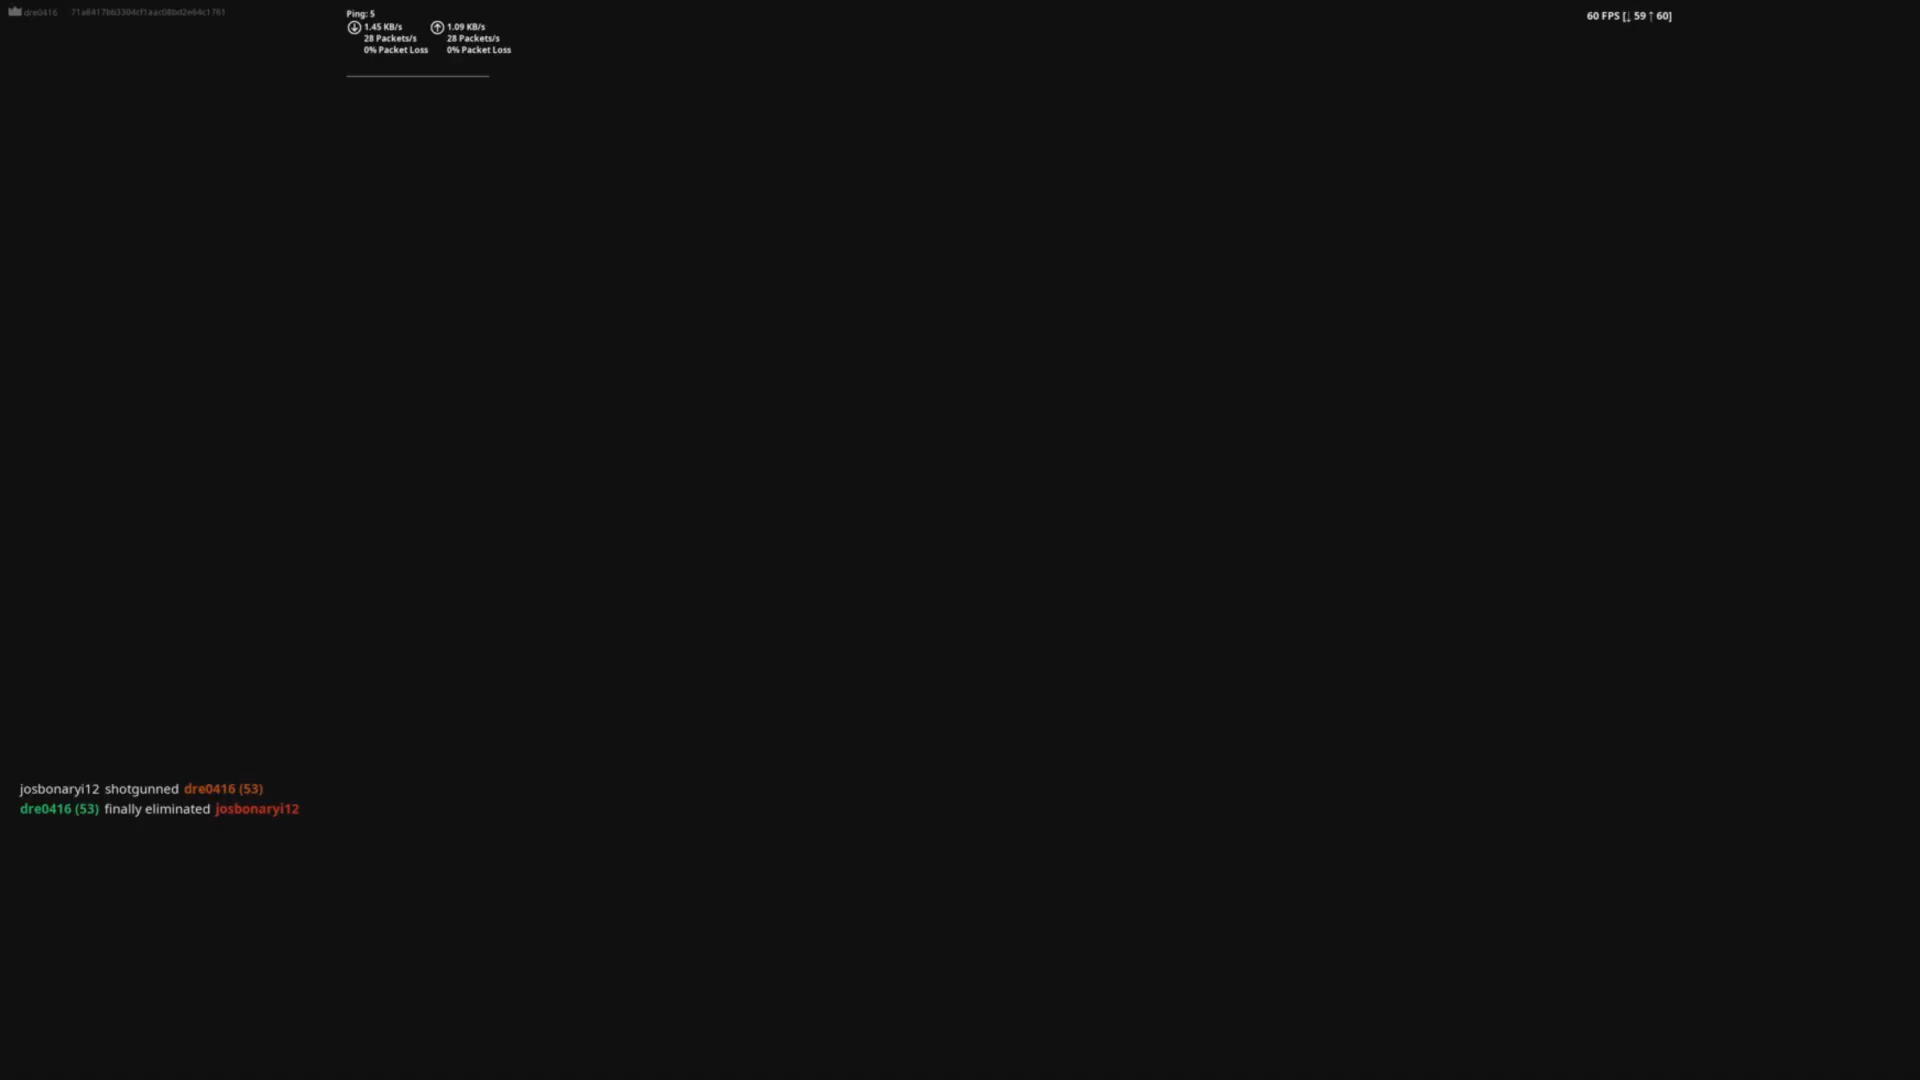 dre0416
Ping: 5
1.45 KB/s 1.09 KB/s
28 Packets/s 28 Packets/s
0% Packet Loss 0% Packet Loss
60 FPS [↓ 59 ↑ 60]
josbonaryi12 shotgunned dre0416 (53)
dre0416 (53) finally eliminated josbonaryi12